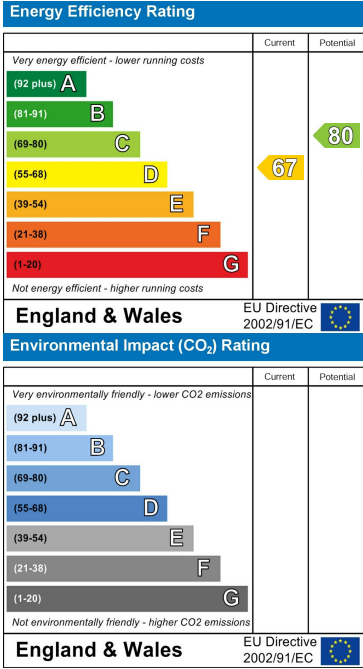 Energy Efficiency Rating
Current Potential
Very energy efficient - lower running costs
(92 plus) A
(81-91) B
(69-80) C
(55-68) D
(39-54) E
(21-38) F
(1-20) G
67
80
Not energy efficient - higher running costs
England & Wales
EU Directive
2002/91/EC
Environmental Impact (CO₂) Rating
Current Potential
Very environmentally friendly - lower CO2 emissions
(92 plus) A
(81-91) B
(69-80) C
(55-68) D
(39-54) E
(21-38) F
(1-20) G
Not environmentally friendly - higher CO2 emissions
England & Wales
EU Directive
2002/91/EC